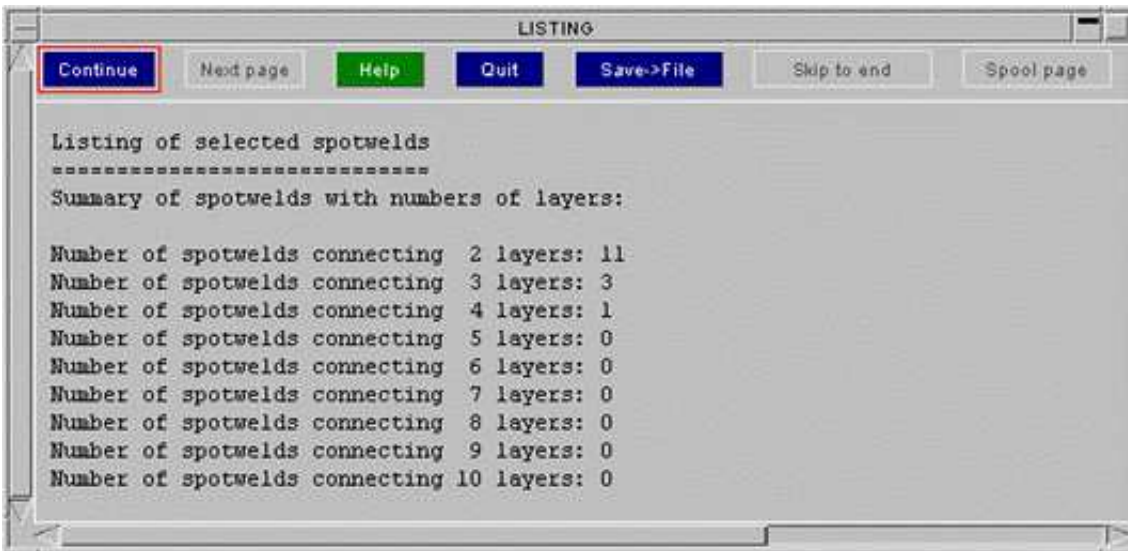 LISTING
Continue Next page Help Quit Save->File Skip to end Spool page
Listing of selected spotwelds
=============================
Summary of spotwelds with numbers of layers:
Number of spotwelds connecting  2 layers: 11
Number of spotwelds connecting  3 layers: 3
Number of spotwelds connecting  4 layers: 1
Number of spotwelds connecting  5 layers: 0
Number of spotwelds connecting  6 layers: 0
Number of spotwelds connecting  7 layers: 0
Number of spotwelds connecting  8 layers: 0
Number of spotwelds connecting  9 layers: 0
Number of spotwelds connecting 10 layers: 0